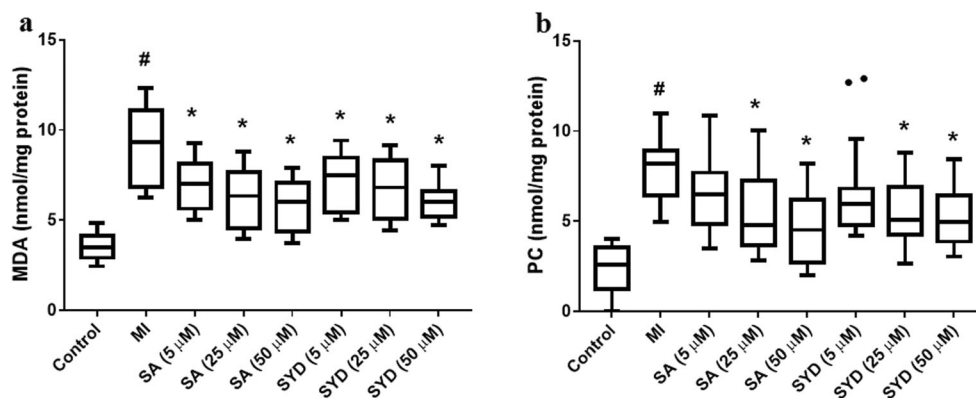 a
MDA (nmol/mg protein)
15
10
5
0
#
*
*
*
*
*
*
Control
MI
SA (5 μM)
SA (25 μM)
SA (50 μM)
SYD (5 μM)
SYD (25 μM)
SYD (50 μM)
b
PC (nmol/mg protein)
15
10
5
0
#
*
*
*
*
Control
MI
SA (5 μM)
SA (25 μM)
SA (50 μM)
SYD (5 μM)
SYD (25 μM)
SYD (50 μM)